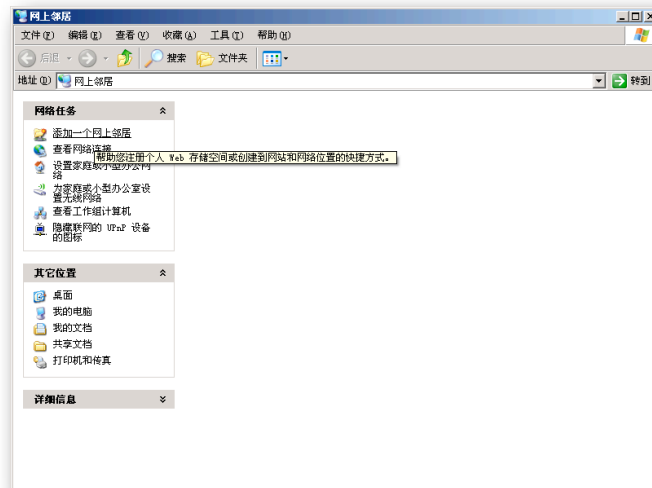 网上邻居
文件(F) 编辑(E) 查看(V) 收藏(A) 工具(T) 帮助(H)
后退 搜索 文件夹
地址(D) 网上邻居 转到
网络任务
添加一个网上邻居
查看网络连接
帮助您注册个人 Web 存储空间或创建到网站和网络位置的快捷方式。
设置家庭或小型办公网
络
为家庭或小型办公室设
置无线网络
查看工作组计算机
隐藏联网的 UPnP 设备
的图标
其它位置
桌面
我的电脑
我的文档
共享文档
打印机和传真
详细信息